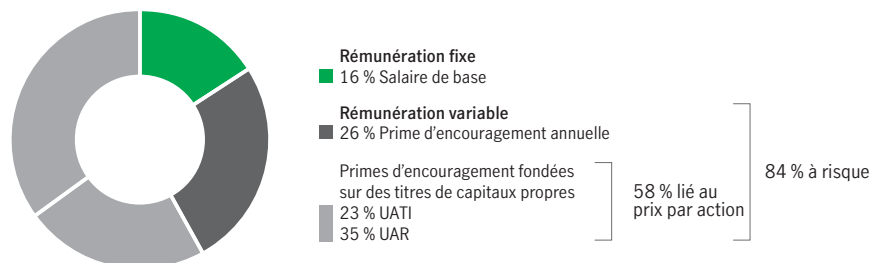 Rémunération fixe
16 % Salaire de base
Rémunération variable
26 % Prime d'encouragement annuelle
Primes d'encouragement fondées
sur des titres de capitaux propres
23 % UATI
35 % UAR
58 % lié au
prix par action
84 % à risque